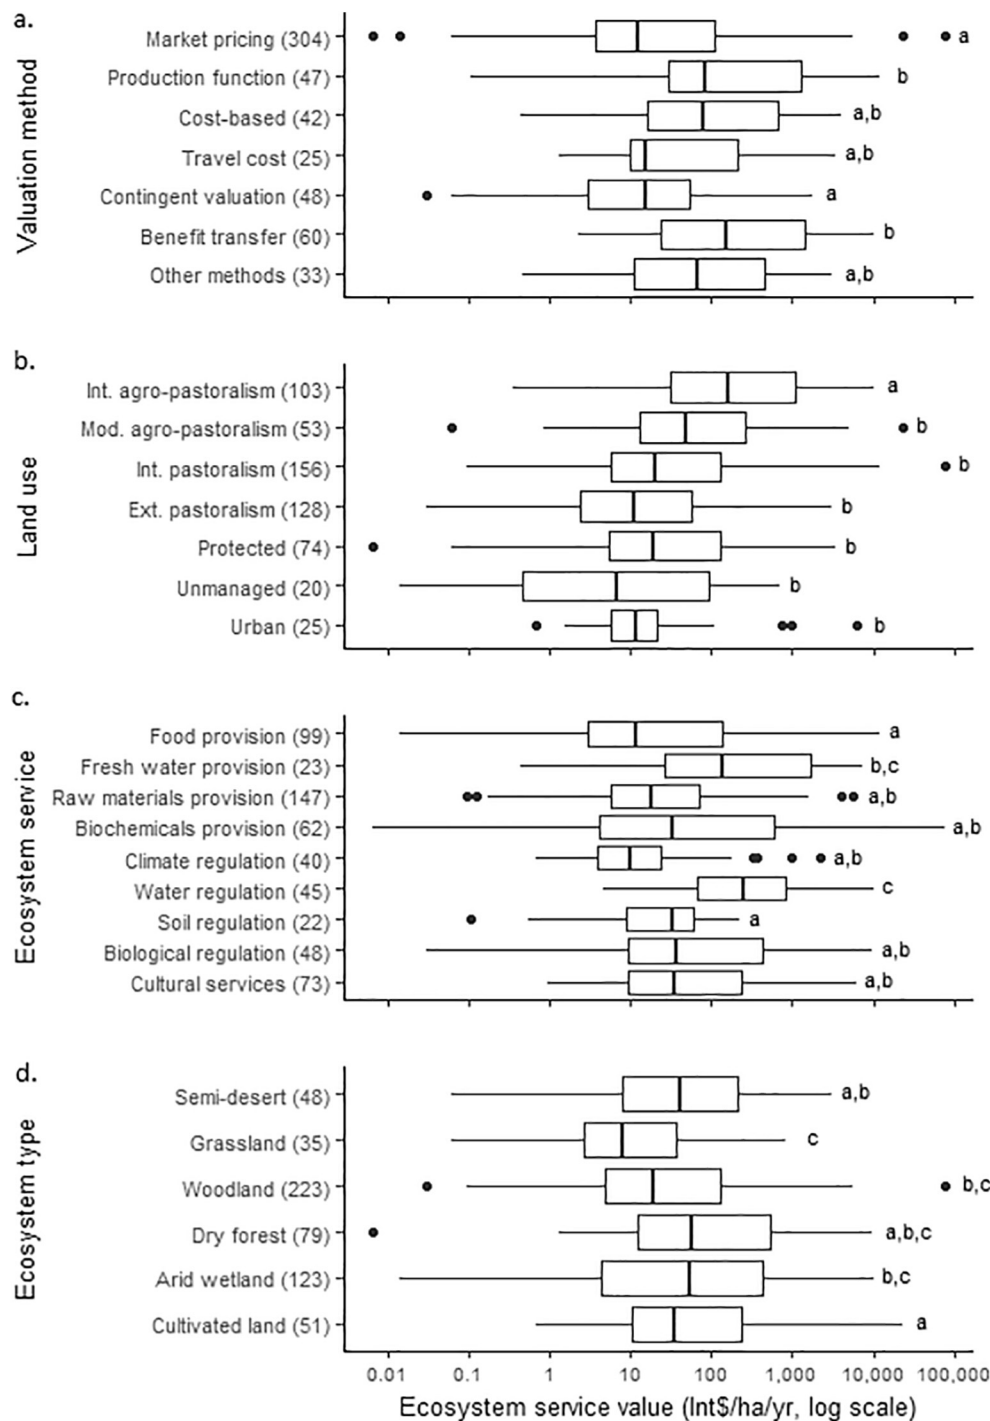 a.
Valuation method
Market pricing (304) a
Production function (47) b
Cost-based (42) a,b
Travel cost (25) a,b
Contingent valuation (48) a
Benefit transfer (60) b
Other methods (33) a,b
b.
Land use
Int. agro-pastoralism (103) a
Mod. agro-pastoralism (53) b
Int. pastoralism (156) b
Ext. pastoralism (128) b
Protected (74) b
Unmanaged (20) b
Urban (25) b
c.
Ecosystem service
Food provision (99) a
Fresh water provision (23) b,c
Raw materials provision (147) a,b
Biochemicals provision (62) a,b
Climate regulation (40) a,b
Water regulation (45) c
Soil regulation (22) a
Biological regulation (48) a,b
Cultural services (73) a,b
d.
Ecosystem type
Semi-desert (48) a,b
Grassland (35) c
Woodland (223) b,c
Dry forest (79) a,b,c
Arid wetland (123) b,c
Cultivated land (51) a
0.01 0.1 1 10 100 1,000 10,000 100,000
Ecosystem service value (Int$/ha/yr, log scale)